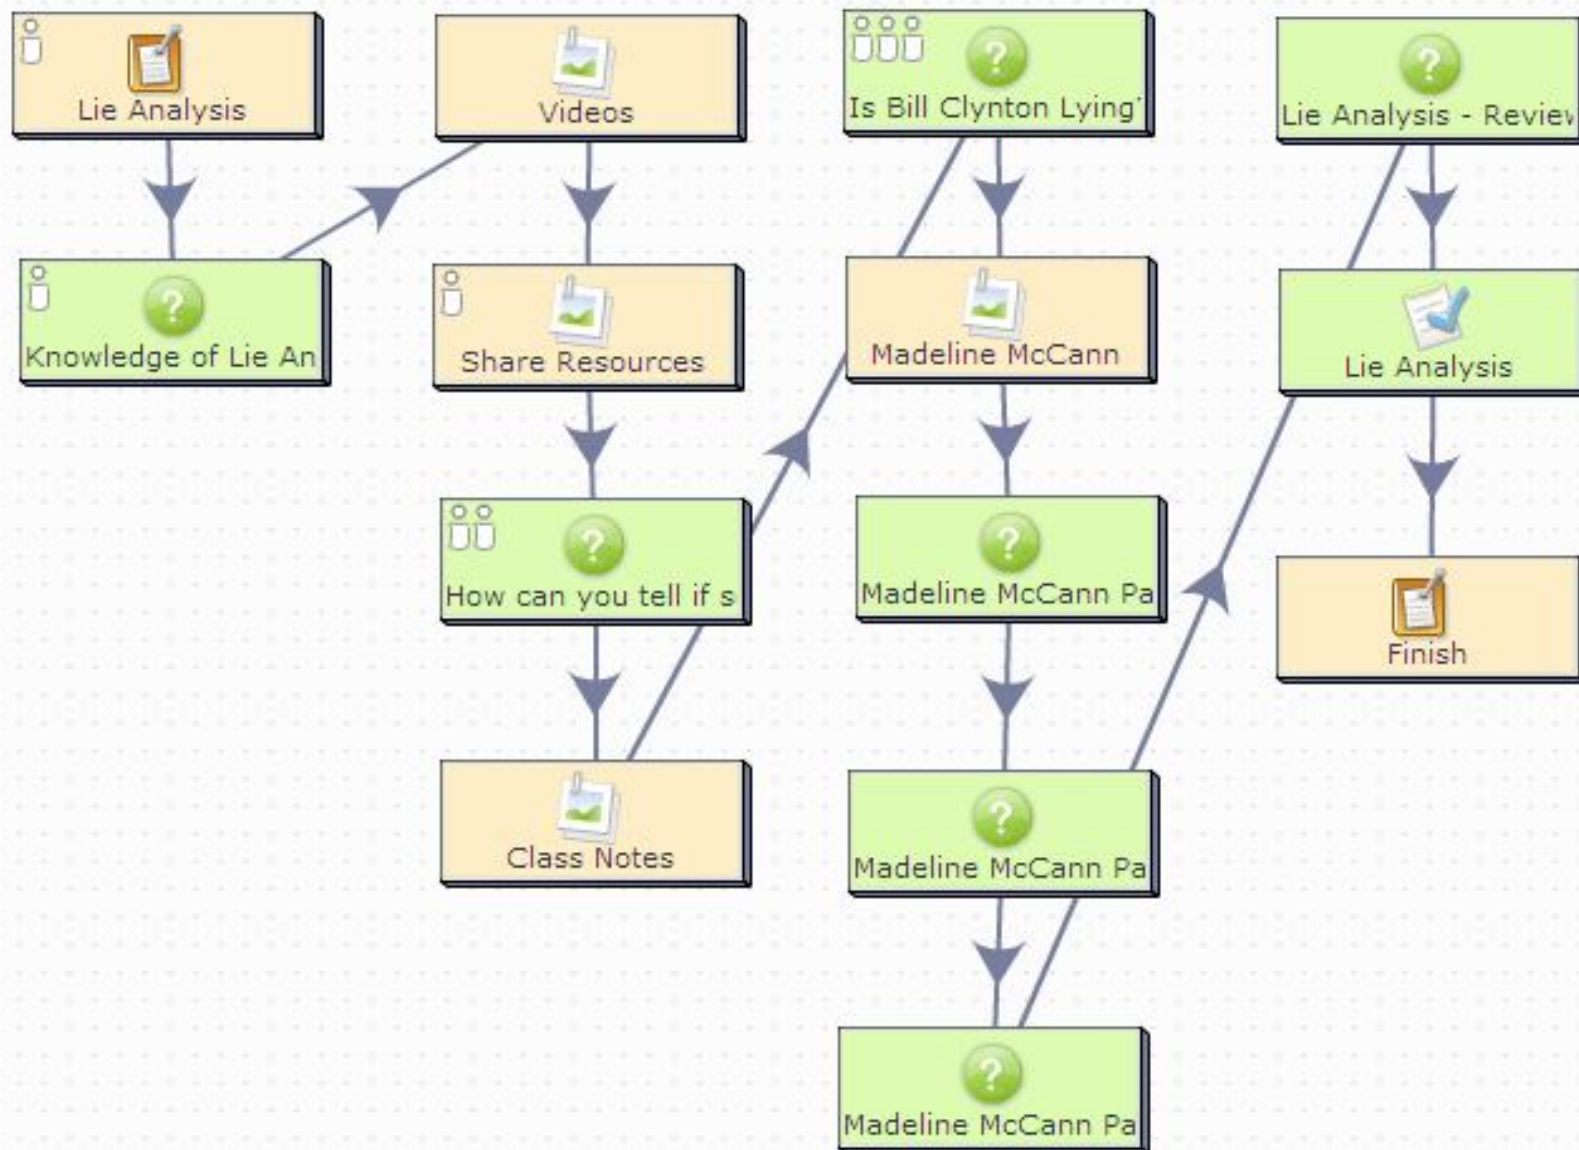 Lie Analysis
Knowledge of Lie An
Videos
Share Resources
How can you tell if s
Class Notes
Is Bill Clynton Lying?
Madeline McCann
Madeline McCann Pa
Madeline McCann Pa
Madeline McCann Pa
Lie Analysis - Review
Lie Analysis
Finish